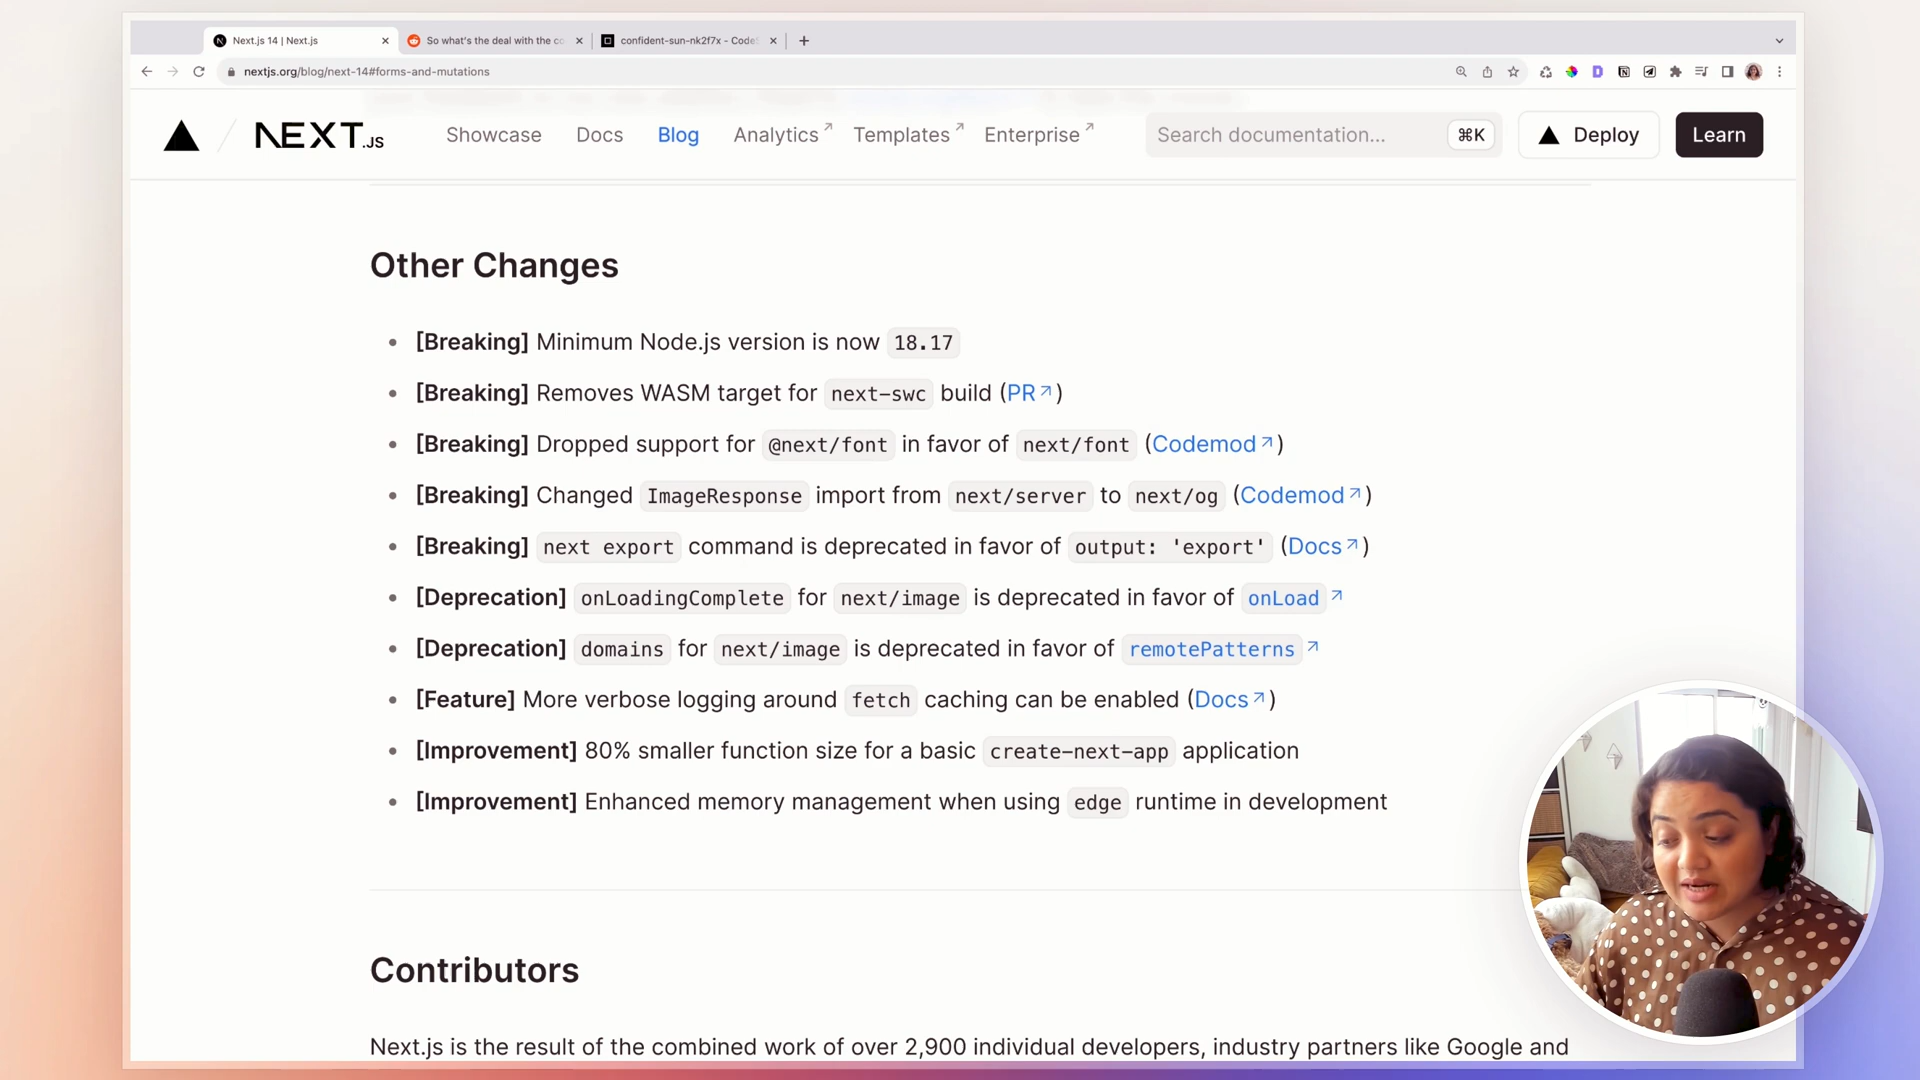 Next.js 14 | Next.js
So what's the deal with the co
confident-sun-nk2f7x - Code
nextjs.org/blog/next-14#forms-and-mutations
NEXT.JS Showcase Docs Blog Analytics↗ Templates↗ Enterprise↗ Search documentation... ⌘K Deploy Learn
Other Changes
• [Breaking] Minimum Node.js version is now 18.17
• [Breaking] Removes WASM target for next-swc build (PR↗)
• [Breaking] Dropped support for @next/font in favor of next/font (Codemod↗)
• [Breaking] Changed ImageResponse import from next/server to next/og (Codemod↗)
• [Breaking] next export command is deprecated in favor of output: 'export' (Docs↗)
• [Deprecation] onLoadingComplete for next/image is deprecated in favor of onLoad↗
• [Deprecation] domains for next/image is deprecated in favor of remotePatterns↗
• [Feature] More verbose logging around fetch caching can be enabled (Docs↗)
• [Improvement] 80% smaller function size for a basic create-next-app application
• [Improvement] Enhanced memory management when using edge runtime in development
Contributors
Next.js is the result of the combined work of over 2,900 individual developers, industry partners like Google and